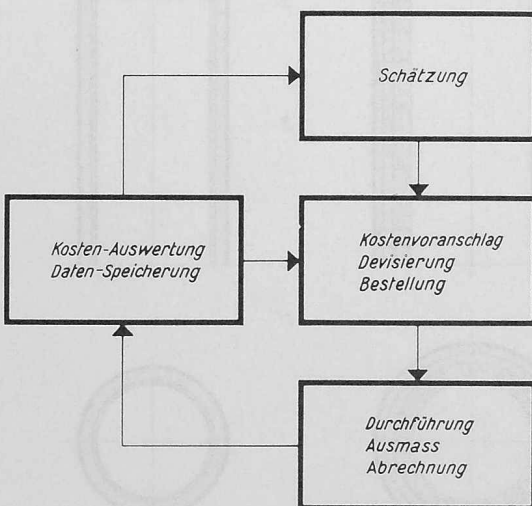 Schätzung
Kosten-Auswertung
Daten-Speicherung
Kostenvoranschlag
Devisierung
Bestellung
Durchführung
Ausmass
Abrechnung